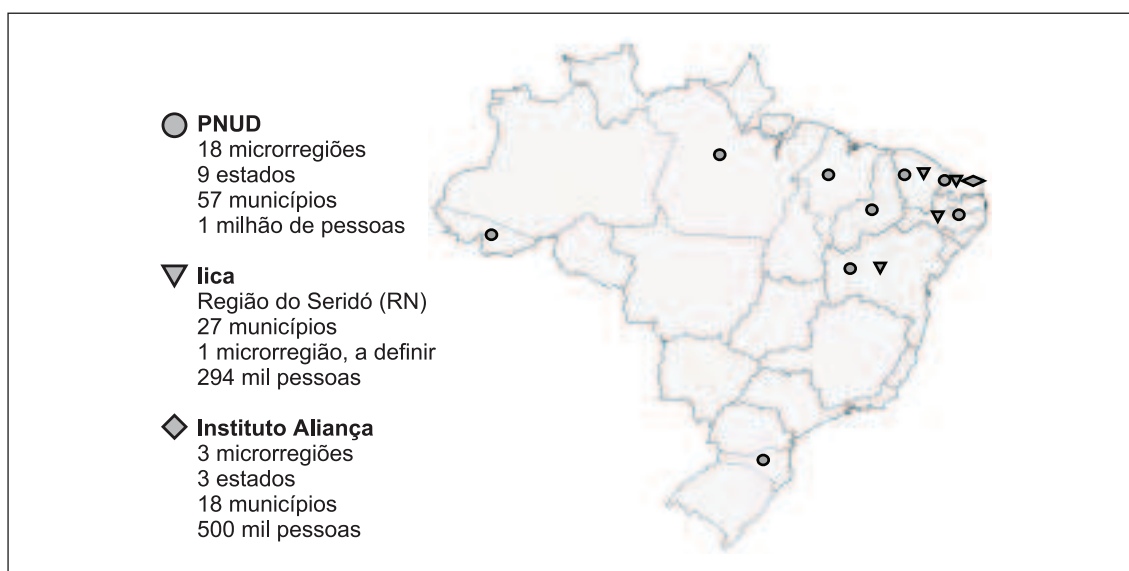 PNUD
18 microrregiões
9 estados
57 municípios
1 milhão de pessoas
Iica
Região do Seridó (RN)
27 municípios
1 microrregião, a definir
294 mil pessoas
Instituto Aliança
3 microrregiões
3 estados
18 municípios
500 mil pessoas